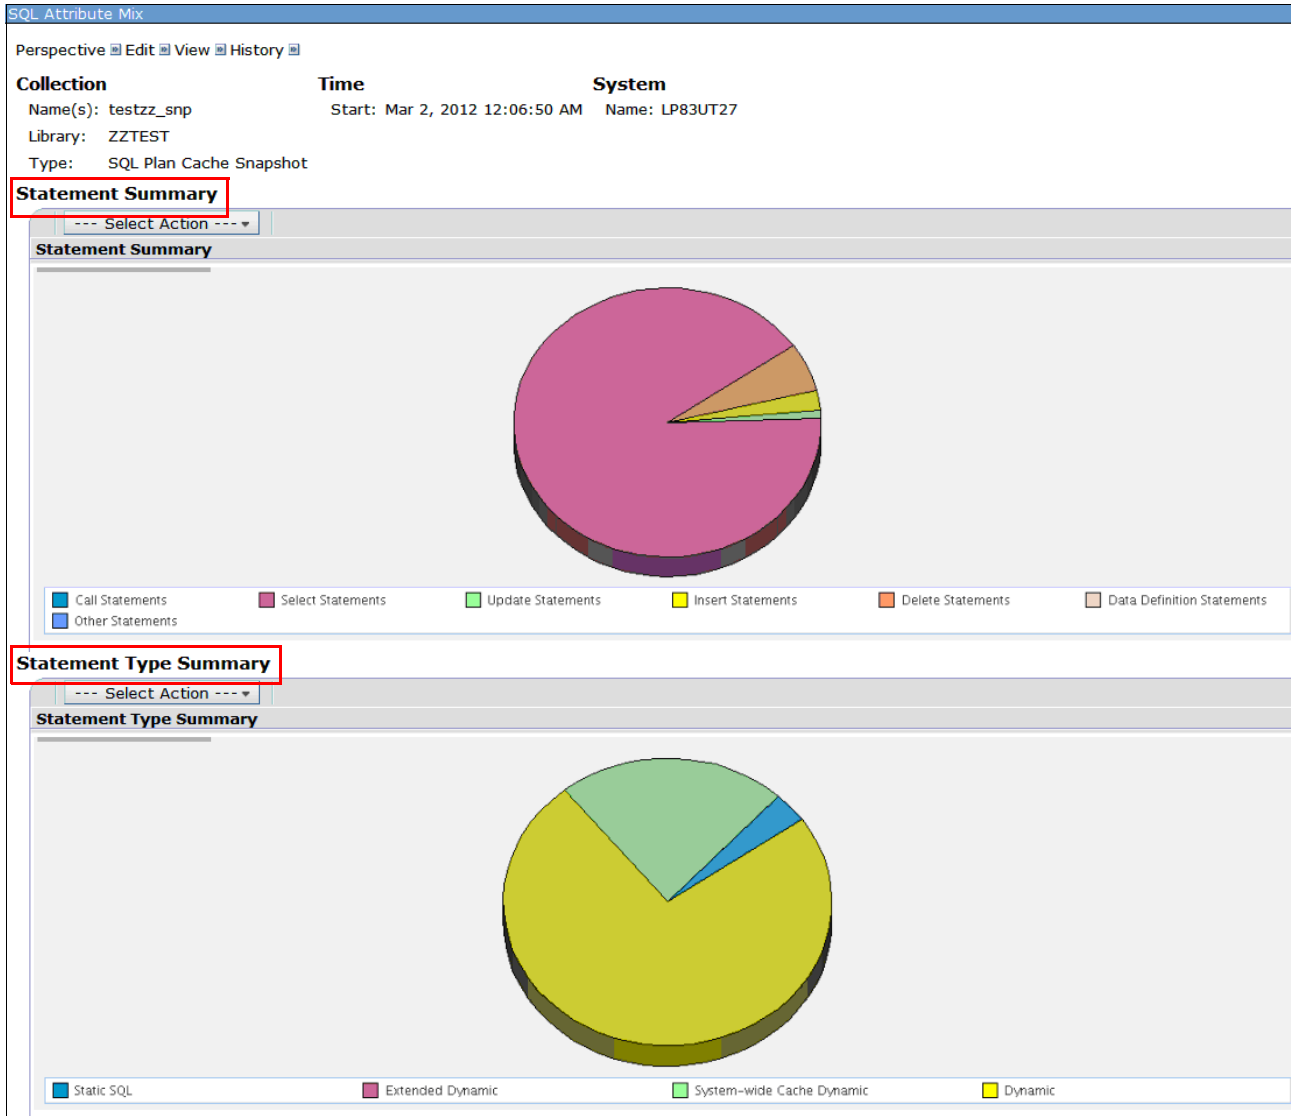 SQL Attribute Mix
Perspective Edit View History
Collection Time System
Name(s): testzz_snp Start: Mar 2, 2012 12:06:50 AM Name: LP83UT27
Library: ZZTEST
Type: SQL Plan Cache Snapshot
Statement Summary
--- Select Action ---
Statement Summary
Call Statements Select Statements Update Statements Insert Statements Delete Statements Data Definition Statements
Other Statements
Statement Type Summary
--- Select Action ---
Statement Type Summary
Static SQL Extended Dynamic System-wide Cache Dynamic Dynamic